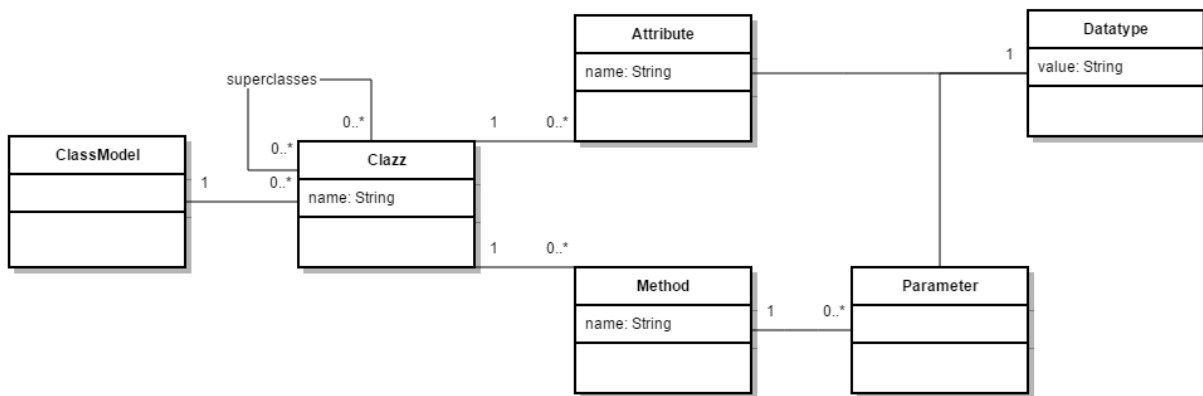 Attribute
name: String
Datatype
value: String
1
superclasses
0..*
0..*
1
0..*
ClassModel
1
0..*
Clazz
name: String
1
0..*
Method
name: String
1
0..*
Parameter